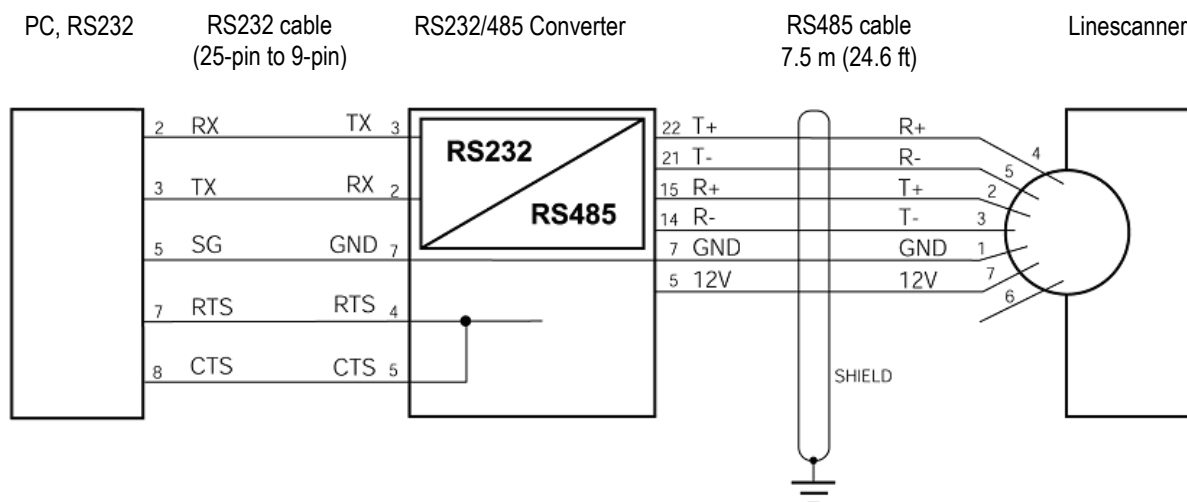 PC, RS232 RS232 cable RS232/485 Converter RS485 cable Linescanner
(25-pin to 9-pin) 7.5 m (24.6 ft)
2 RX TX 3 22 T+ R+ 4
RS232 21 T- R- 5
3 TX RX 2 15 R+ T+ 2
RS485 14 R- T- 3
5 SG GND 7 7 GND GND 1
5 12V 12V 7
7 RTS RTS 4 6
8 CTS CTS 5 SHIELD